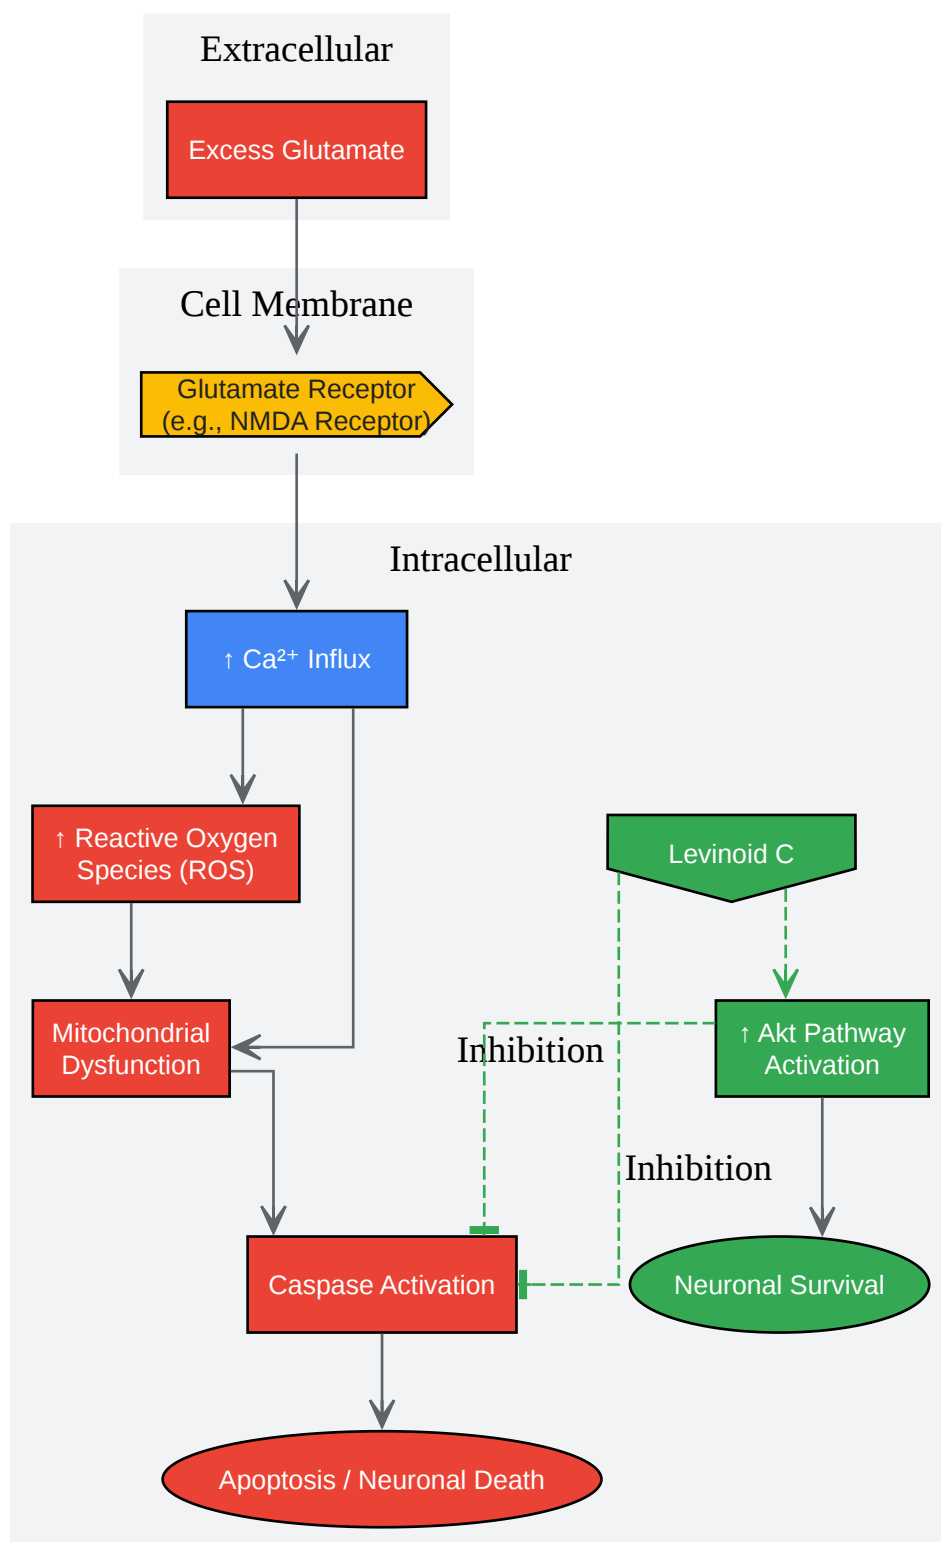 Extracellular
Excess Glutamate
Cell Membrane
Glutamate Receptor
(e.g., NMDA Receptor)
Intracellular
↑ Ca²⁺ Influx
↑ Reactive Oxygen
Species (ROS)
Levinoid C
Mitochondrial
Dysfunction
Inhibition
↑ Akt Pathway
Activation
Inhibition
Caspase Activation
Neuronal Survival
Apoptosis / Neuronal Death